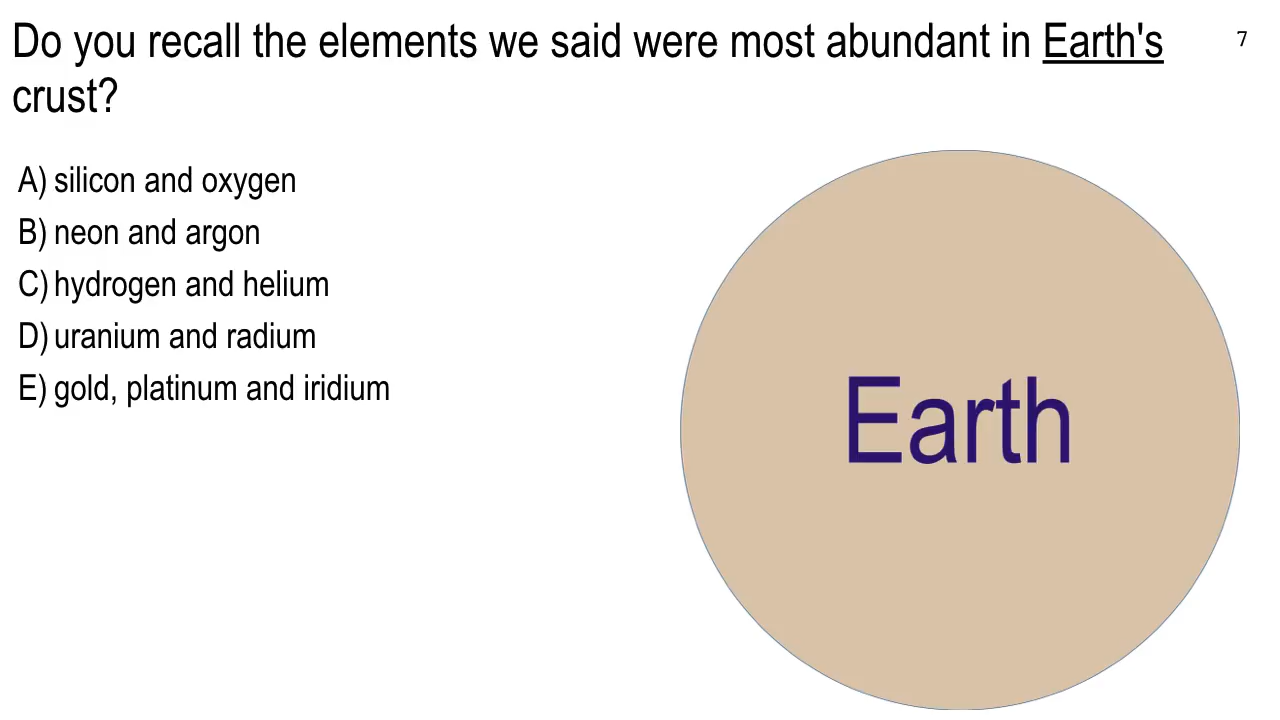 Do you recall the elements we said were most abundant in Earth's
crust?
7
A) silicon and oxygen
B) neon and argon
C) hydrogen and helium
D) uranium and radium
E) gold, platinum and iridium
Earth